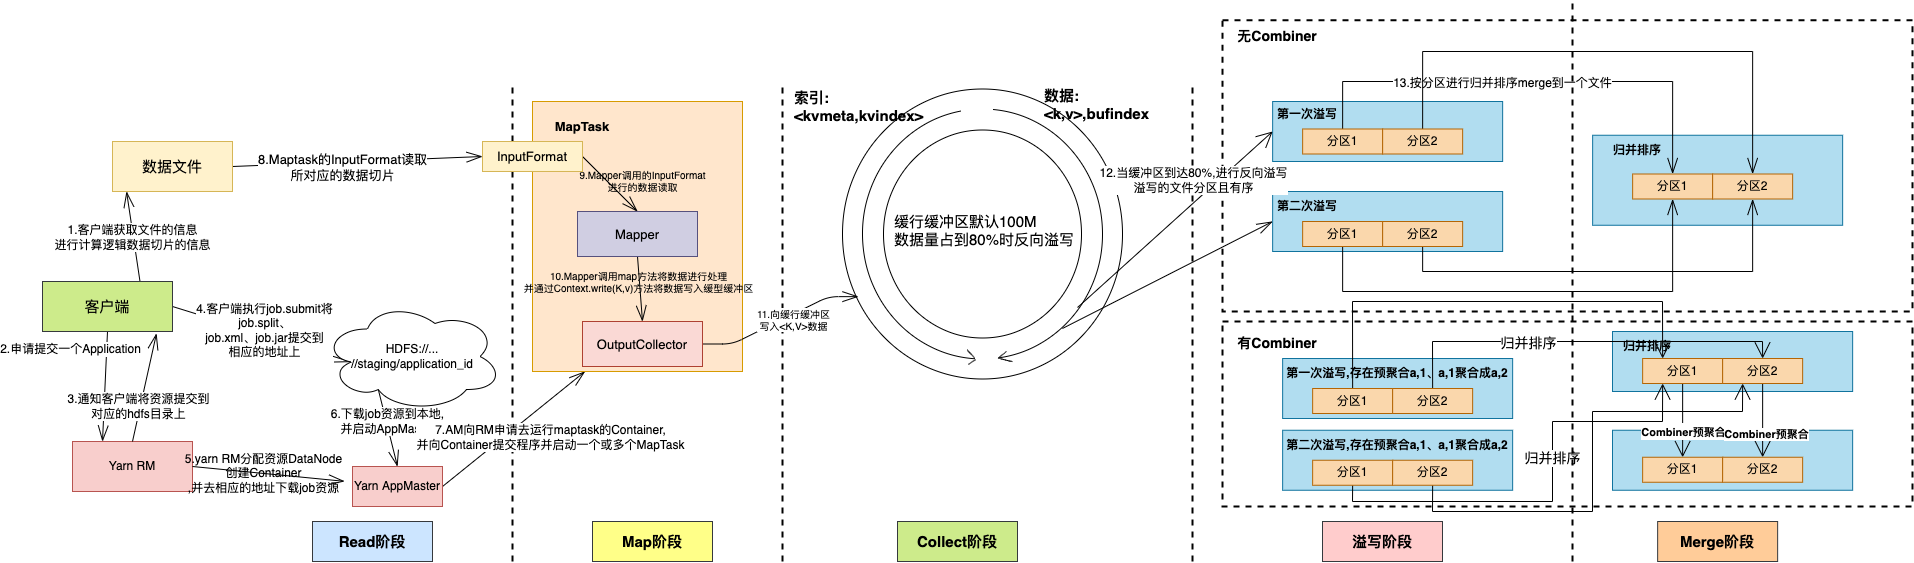 数据文件
1.客户端获取文件的信息
进行计算逻辑数据切片的信息
客户端
2.申请提交一个Application
3.通知客户端将资源提交到
对应的hdfs目录上
Yarn RM
4.客户端执行job.submit将
job.split、
job.xml、job.jar提交到
相应的地址上
HDFS://...
//staging/application_id
5.yarn RM分配资源DataNode
创建Container
,并去相应的地址下载job资源
6.下载job资源到本地,
并启动AppMas
Yarn AppMaster
7.AM向RM申请去运行maptask的Container,
并向Container提交程序并启动一个或多个MapTask
8.Maptask的InputFormat读取
所对应的数据切片
Read阶段
MapTask
InputFormat
9.Mapper调用的InputFormat
进行的数据读取
Mapper
10.Mapper调用map方法将数据进行处理
并通过Context.write(K,v)方法将数据写入缓型缓冲区
OutputCollector
Map阶段
11.向缓行缓冲区
写入<K,V>数据
索引:
<kvmeta,kvindex>
数据:
<k,v>,bufindex
缓行缓冲区默认100M
数据量占到80%时反向溢写
Collect阶段
12.当缓冲区到达80%,进行反向溢写
溢写的文件分区且有序
无Combiner
第一次溢写
分区1
分区2
第二次溢写
分区1
分区2
13.按分区进行归并排序merge到一个文件
归并排序
分区1
分区2
有Combiner
第一次溢写,存在预聚合a,1、a,1聚合成a,2
分区1
分区2
第二次溢写,存在预聚合a,1、a,1聚合成a,2
分区1
分区2
归并排序
归并排序
归并排序
分区1
分区2
Combiner预聚合
Combiner预聚合
分区1
分区2
溢写阶段
Merge阶段